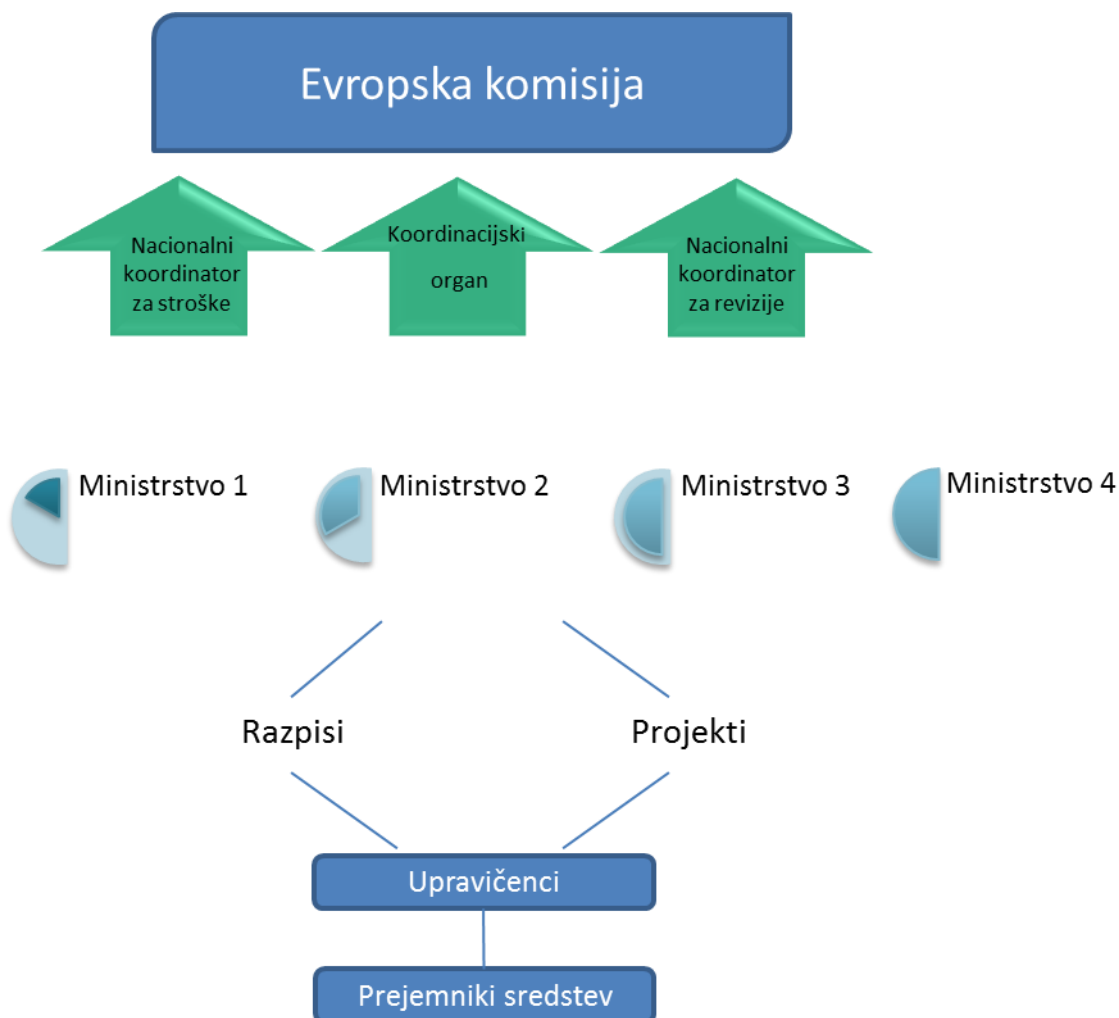 Evropska komisija
Nacionalni
koordinator
za stroške
Koordinacijski
organ
Nacionalni
koordinator
za revizije
Ministrstvo 1
Ministrstvo 2
Ministrstvo 3
Ministrstvo 4
Razpisi
Projekti
Upravičenci
Prejemniki sredstev